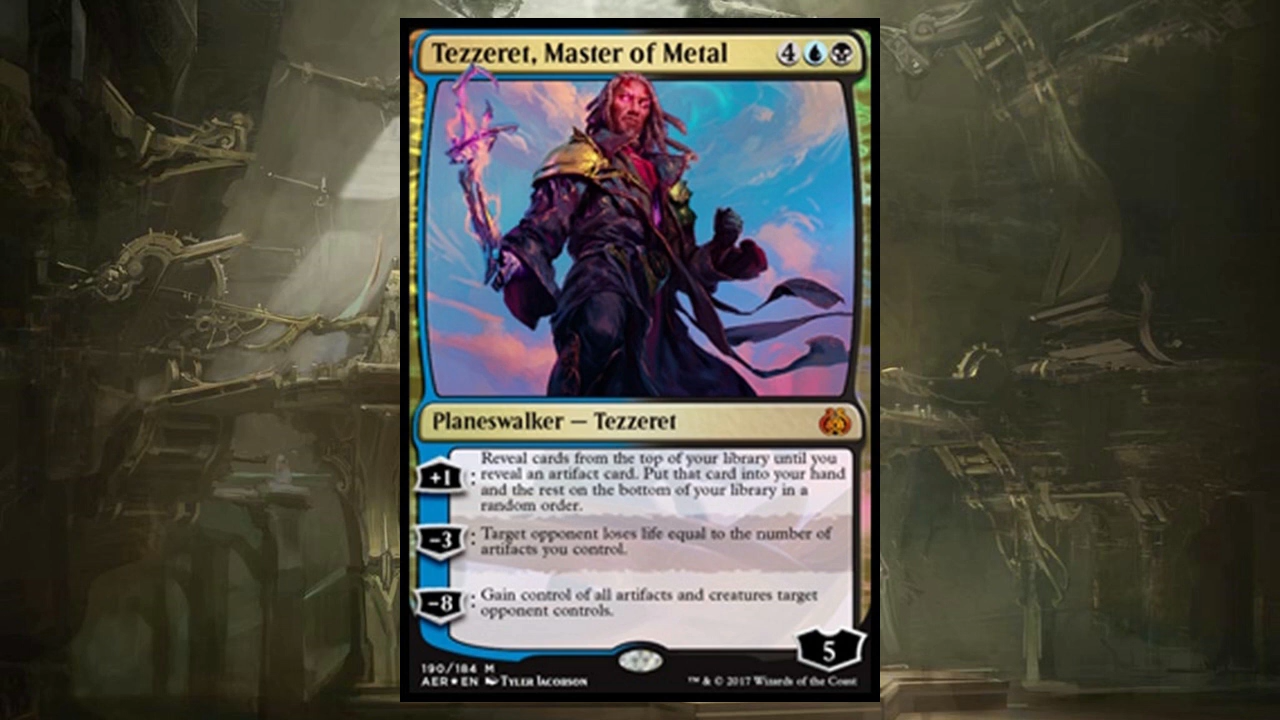 Tezzeret, Master of Metal 4
Planeswalker — Tezzeret
+1 : Reveal cards from the top of your library until you
reveal an artifact card. Put that card into your hand
and the rest on the bottom of your library in a
random order.
-3 : Target opponent loses life equal to the number of
artifacts you control.
-8 : Gain control of all artifacts and creatures target
opponent controls.
5
190/184 M
AER★EN Tyler Jacobson
™ & © 2017 Wizards of the Coast